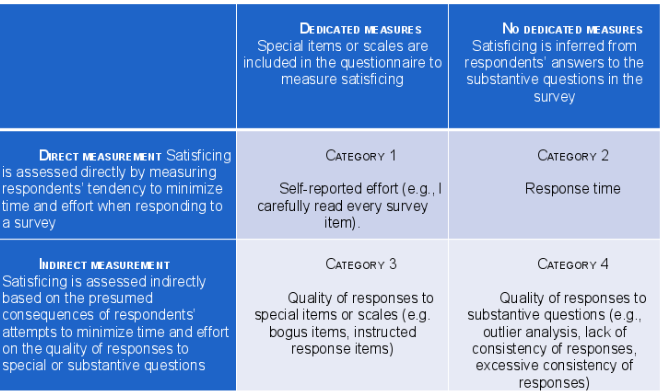 DEDICATED MEASURES
Special items or scales are
included in the questionnaire to
measure satisficing
NO DEDICATED MEASURES
Satisficing is inferred from
respondents' answers to the
substantive questions in the
survey
DIRECT MEASUREMENT Satisficing
is assessed directly by measuring
respondents' tendency to minimize
time and effort when responding to
a survey
CATEGORY 1
Self-reported effort (e.g., I
carefully read every survey
item).
CATEGORY 2
Response time
INDIRECT MEASUREMENT
Satisficing is assessed indirectly
based on the presumed
consequences of respondents'
attempts to minimize time and effort
on the quality of responses to
special or substantive questions
CATEGORY 3
Quality of responses to
special items or scales (e.g.
bogus items, instructed
response items)
CATEGORY 4
Quality of responses to
substantive questions (e.g.,
outlier analysis, lack of
consistency of responses,
excessive consistency of
responses)